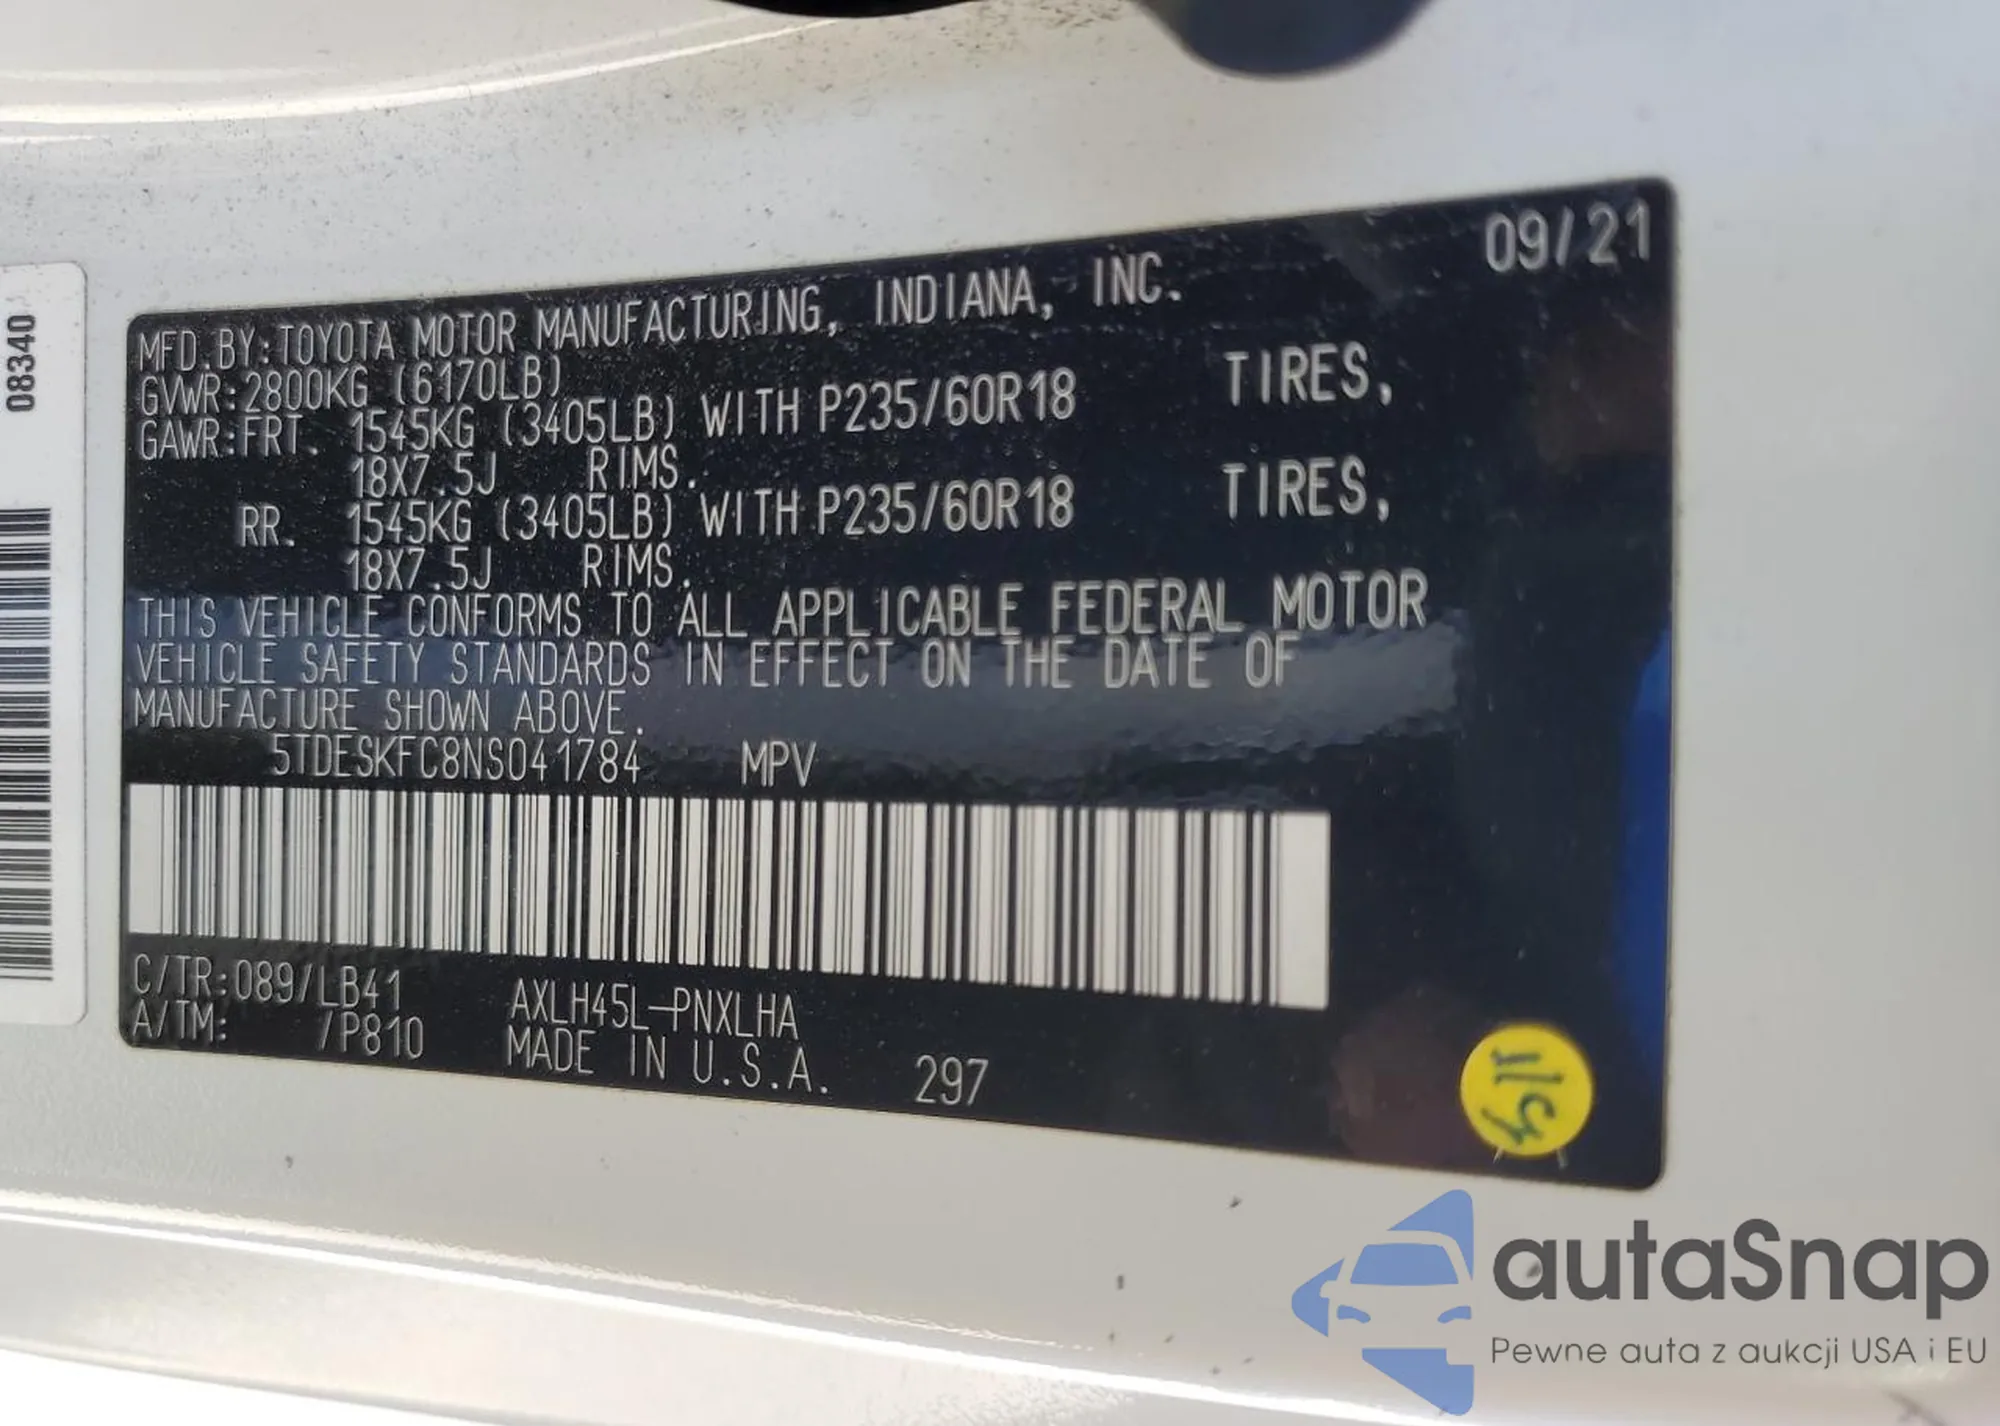 08340
09/21
MFD.BY:TOYOTA MOTOR MANUFACTURING, INDIANA, INC.
GVWR:2800KG (6170LB)
GAWR:FRT. 1545KG (3405LB) WITH P235/60R18 TIRES,
18X7.5J RIMS.
RR. 1545KG (3405LB) WITH P235/60R18 TIRES,
18X7.5J RIMS.
THIS VEHICLE CONFORMS TO ALL APPLICABLE FEDERAL MOTOR
VEHICLE SAFETY STANDARDS IN EFFECT ON THE DATE OF
MANUFACTURE SHOWN ABOVE.
5TDESKFC8NS041784 MPV
C/TR:089/LB41 AXLH45L-PNXLHA
A/TM: /P810 MADE IN U.S.A. 297
autaSnap
Pewne auta z aukcji USA i EU